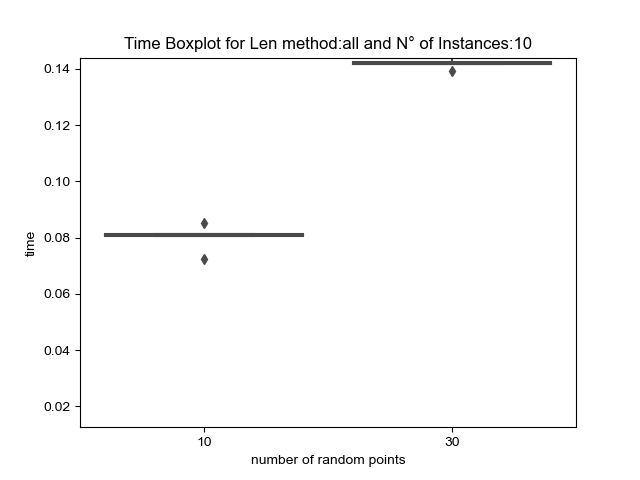 Time Boxplot for Len method:all and N° of Instances:10
0.14
0.12
0.10
0.08
0.06
0.04
0.02
time
10 30
number of random points